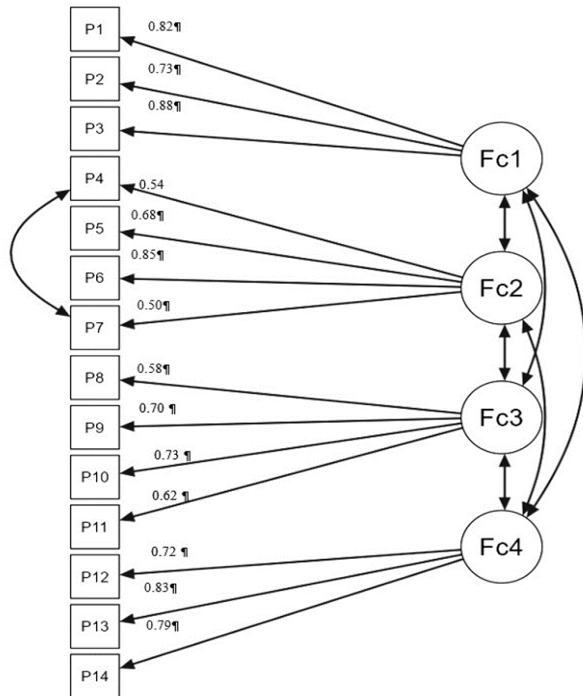 P1
0.82¶
P2
0.73¶
P3
0.88¶
Fc1
P4
0.54
P5
0.68¶
P6
0.85¶
Fc2
P7
0.50¶
P8
0.58¶
P9
0.70 ¶
Fc3
P10
0.73 ¶
P11
0.62 ¶
Fc4
P12
0.72 ¶
P13
0.83¶
P14
0.79¶